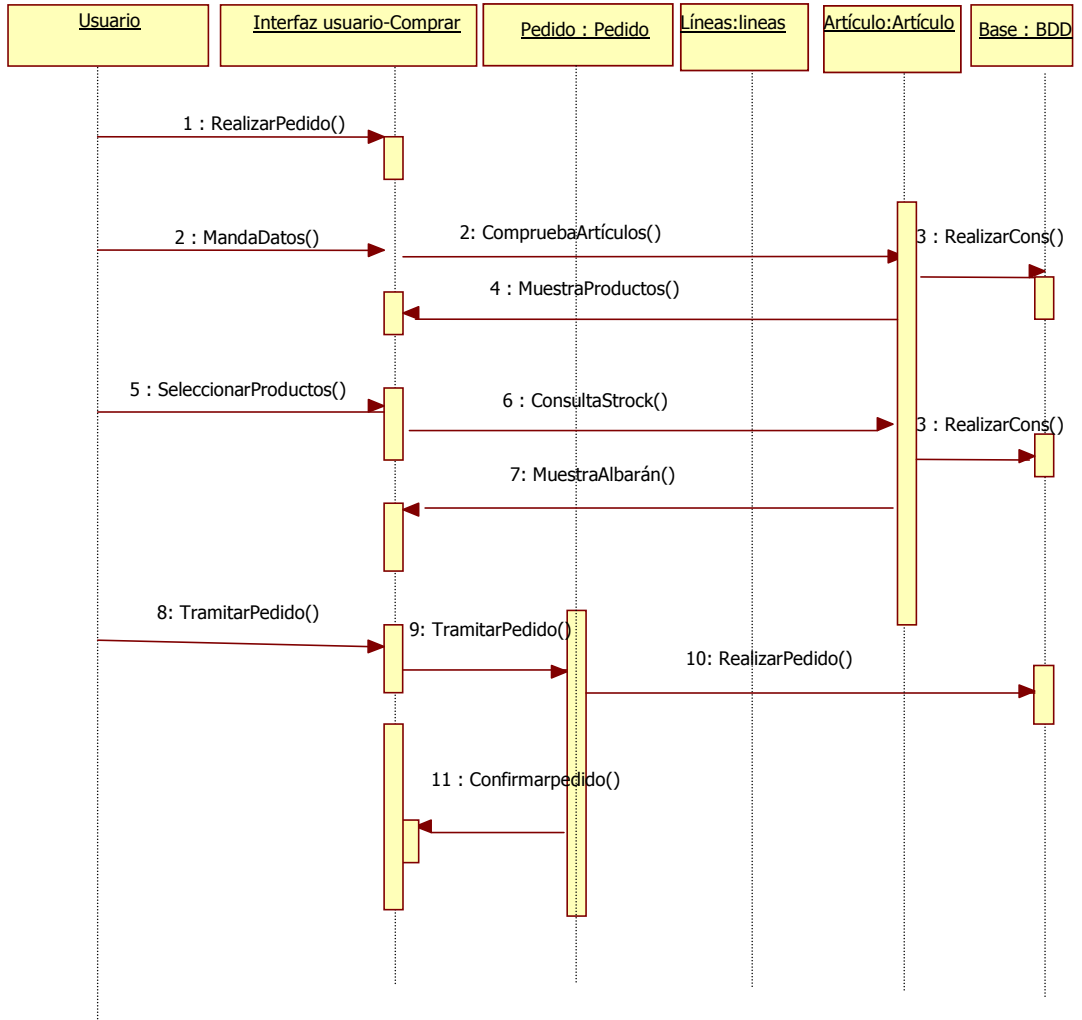 Usuario
Interfaz usuario-Comprar
Pedido : Pedido
Líneas:lineas
Artículo:Artículo
Base : BDD
1 : RealizarPedido()
2 : MandaDatos()
2: CompruebaArtículos()
3 : RealizarCons()
4 : MuestraProductos()
5 : SeleccionarProductos()
6 : ConsultaStrock()
3 : RealizarCons()
7: MuestraAlbarán()
8: TramitarPedido()
9: TramitarPedido()
10: RealizarPedido()
11 : Confirmarpedido()